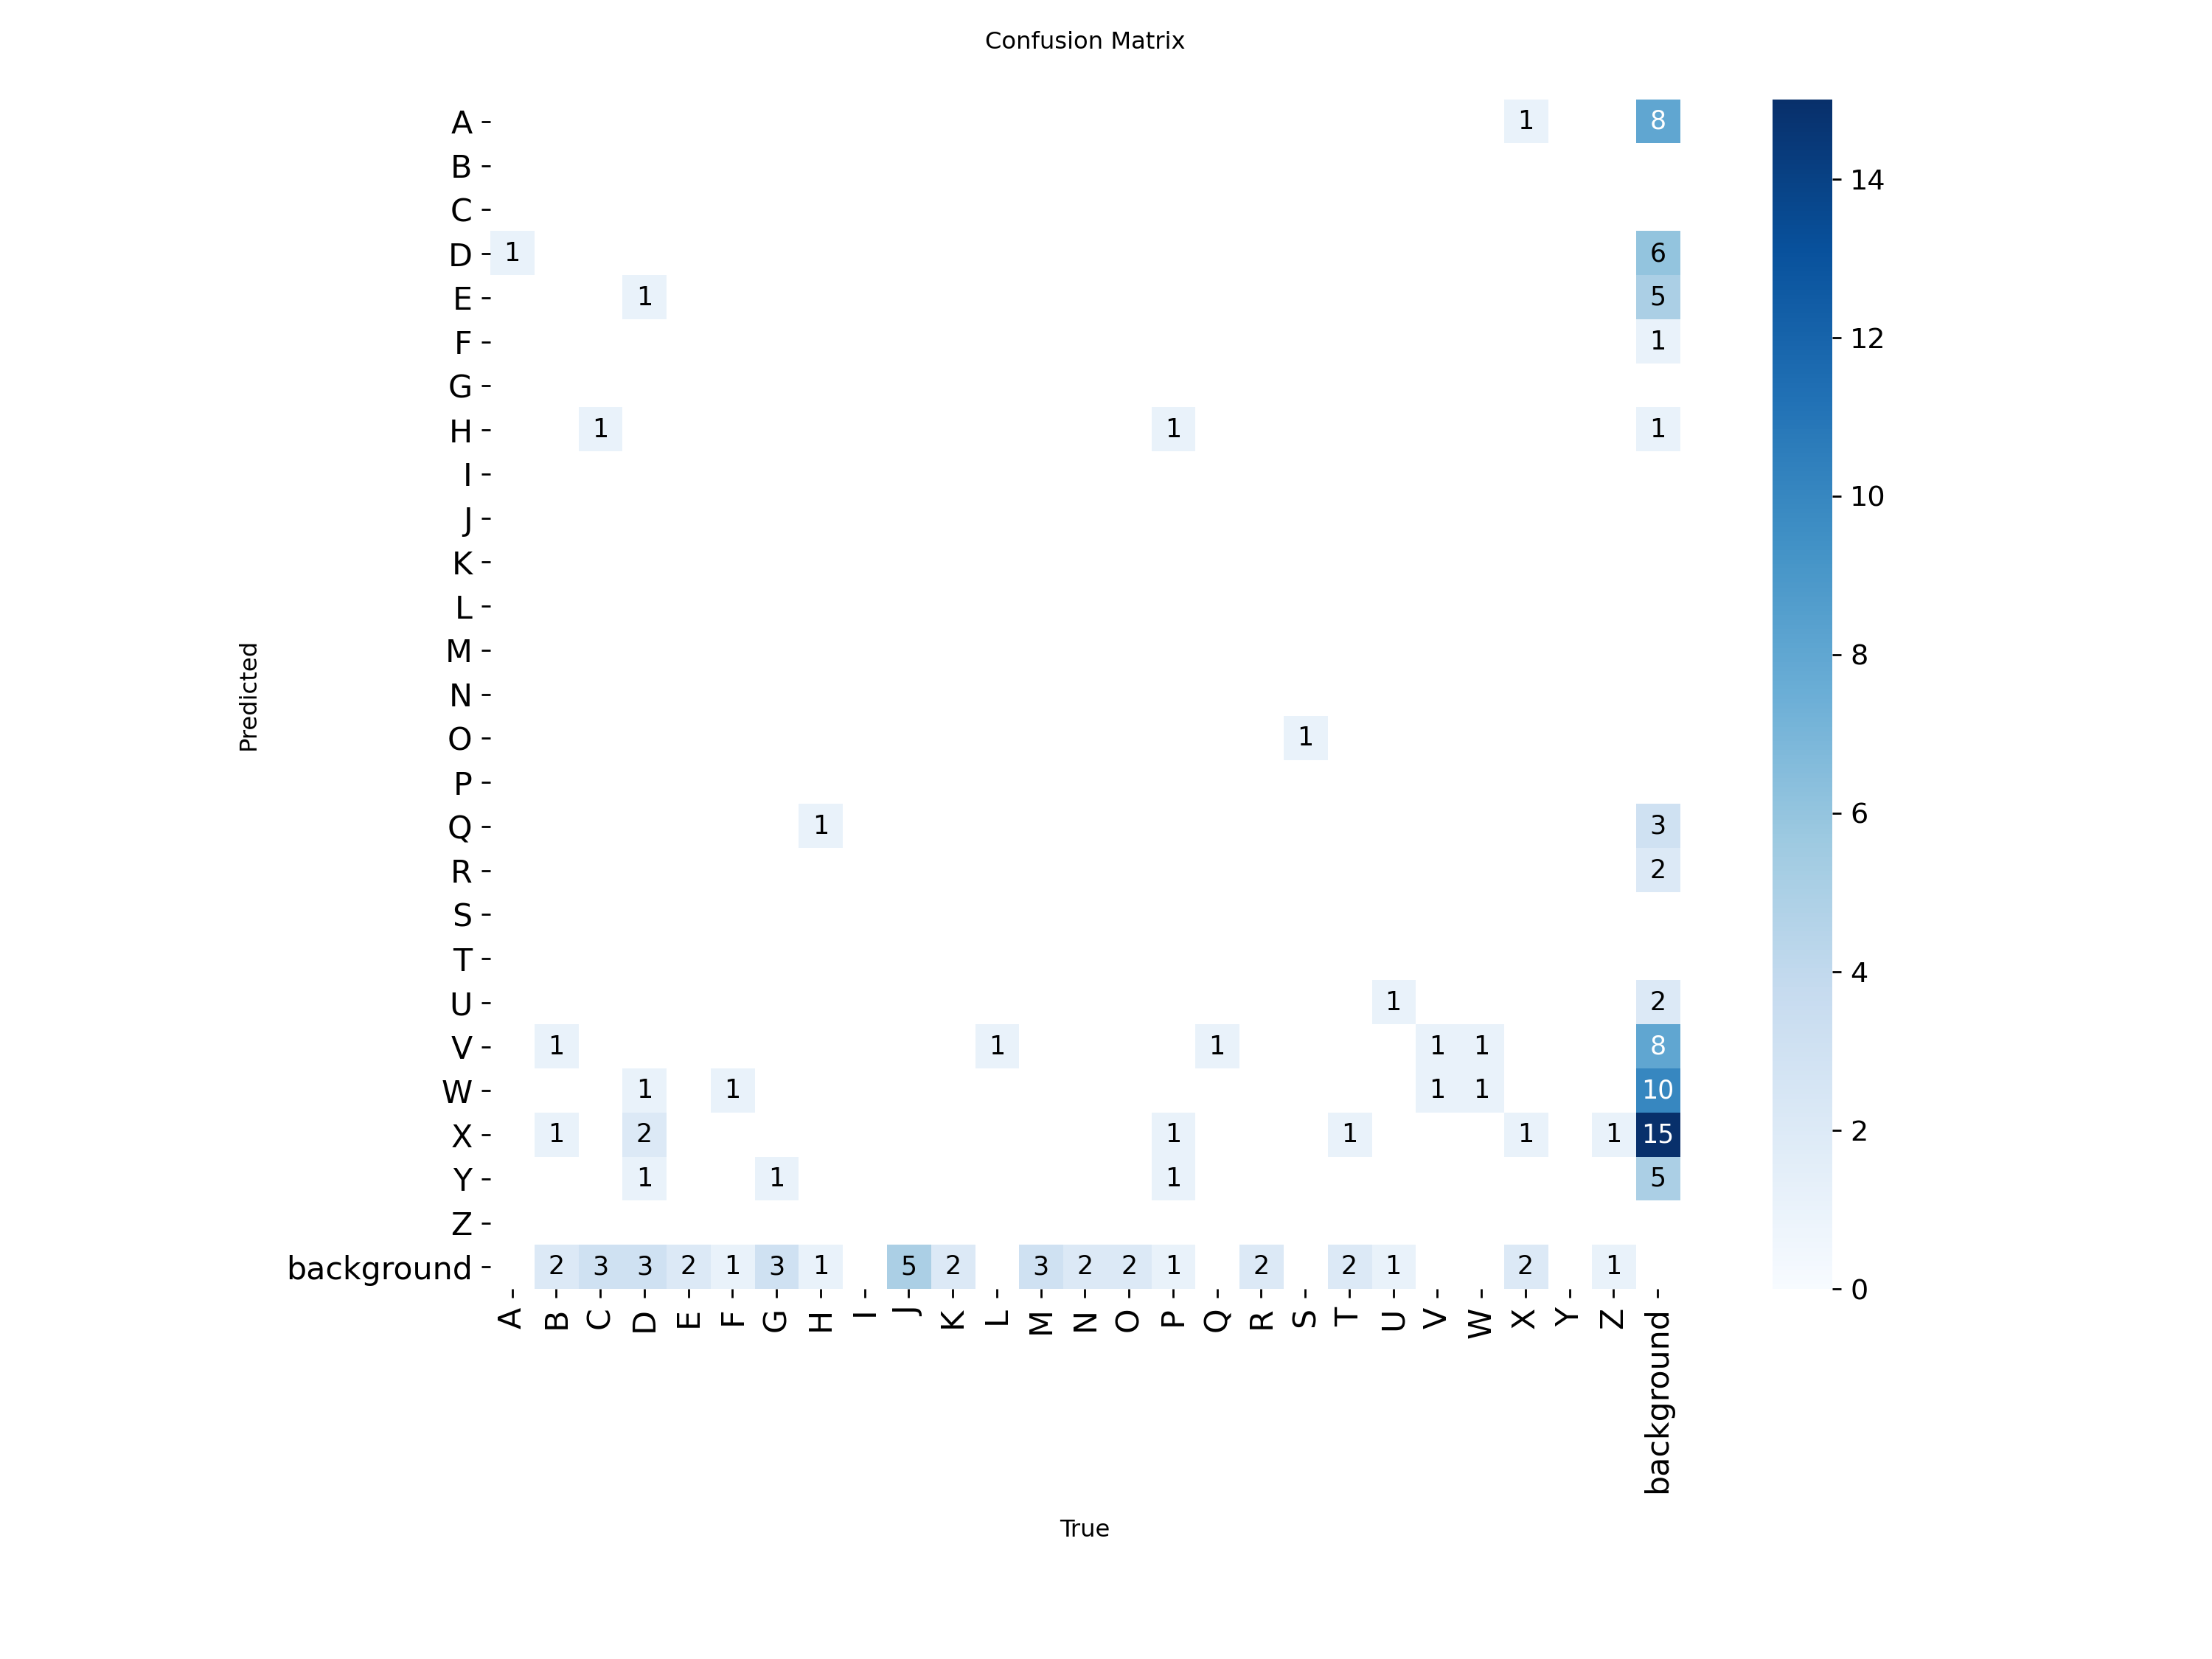 Confusion Matrix
A 1 8
B
C
D 1 6
E 1 5
F 1
G
H 1 1 1
I
J
K
L
M
N
O 1
P
Q 1 3
R 2
S
T
U 1 2
V 1 1 1 1 1 8
W 1 1 1 1 10
X 1 2 1 1 1 1 15
Y 1 1 1 5
Z
background 2 3 3 2 1 3 1 5 2 3 2 2 1 2 2 1 2 1
A B C D E F G H I J K L M N O P Q R S T U V W X Y Z background
Predicted
True
14
12
10
8
6
4
2
0